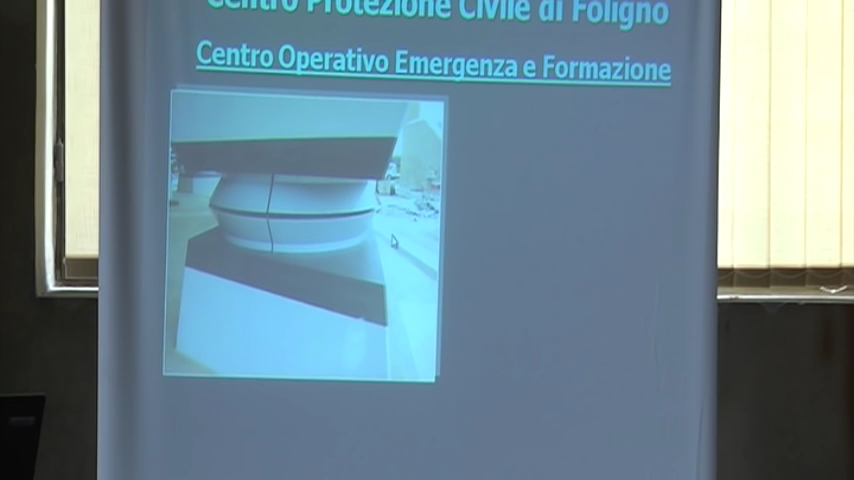 Centro Protezione Civile di Foligno
Centro Operativo Emergenza e Formazione